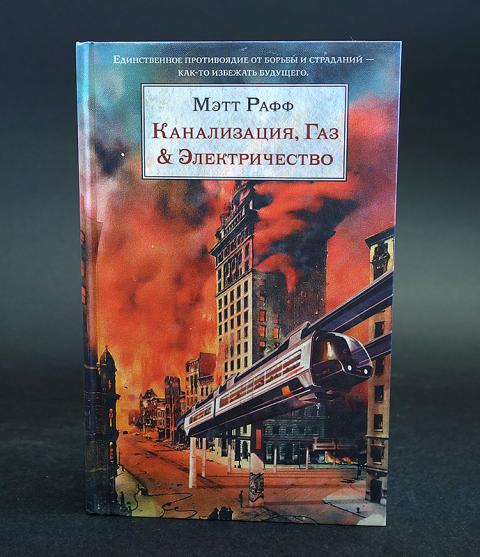 Единственное противоядие от борьбы и страданий —
как-то избежать будущего.
Мэтт Рафф
Канализация, Газ
& Электричество